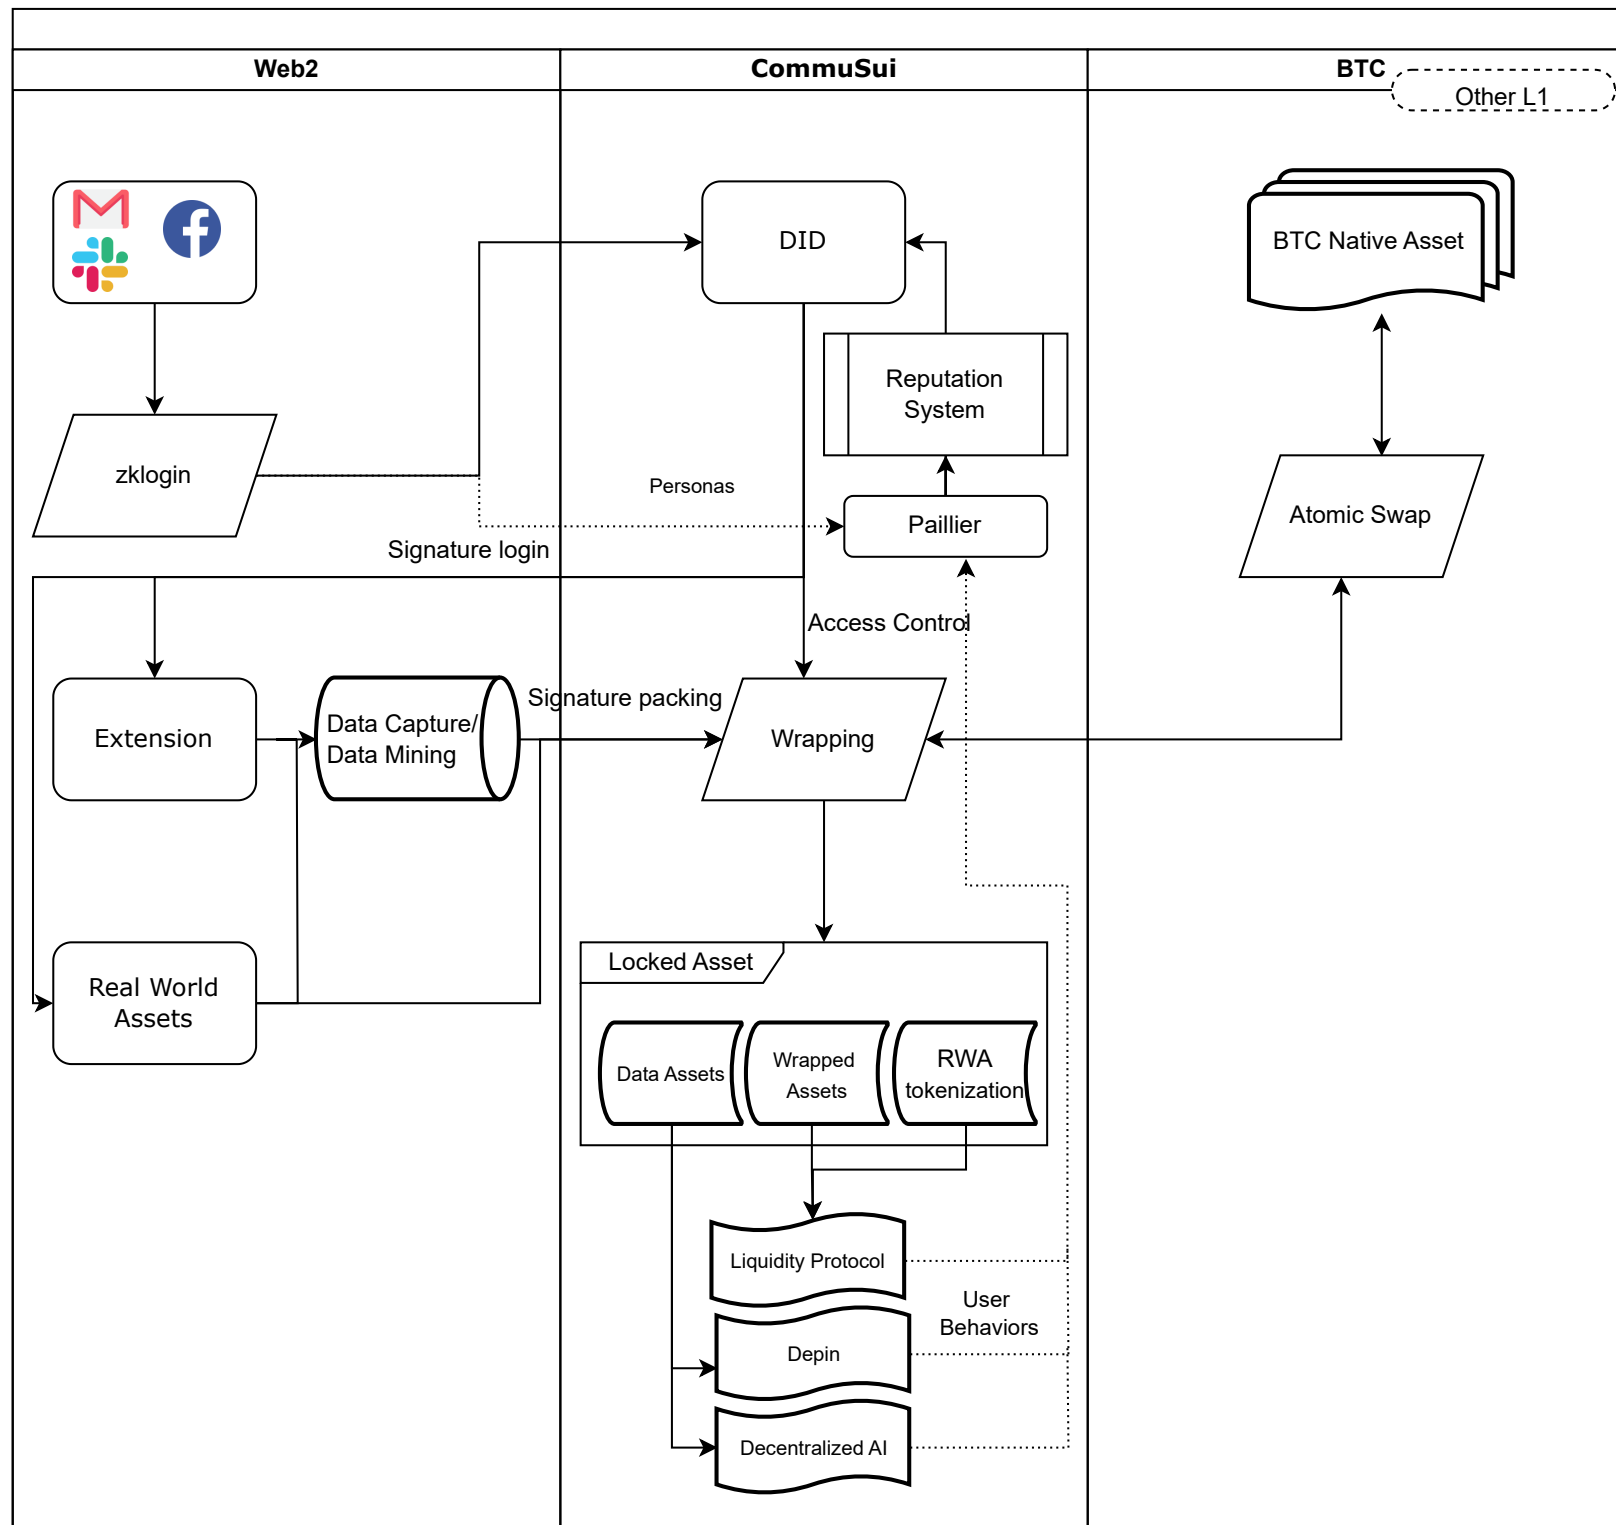 Web2
CommuSui
BTC
Other L1
DID
BTC Native Asset
Reputation
System
zklogin
Personas
Paillier
Atomic Swap
Signature login
Access Control
Signature packing
Extension
Data Capture/
Data Mining
Wrapping
Locked Asset
Real World
Assets
Data Assets
Wrapped
Assets
RWA
tokenization
Liquidity Protocol
User
Behaviors
Depin
Decentralized AI